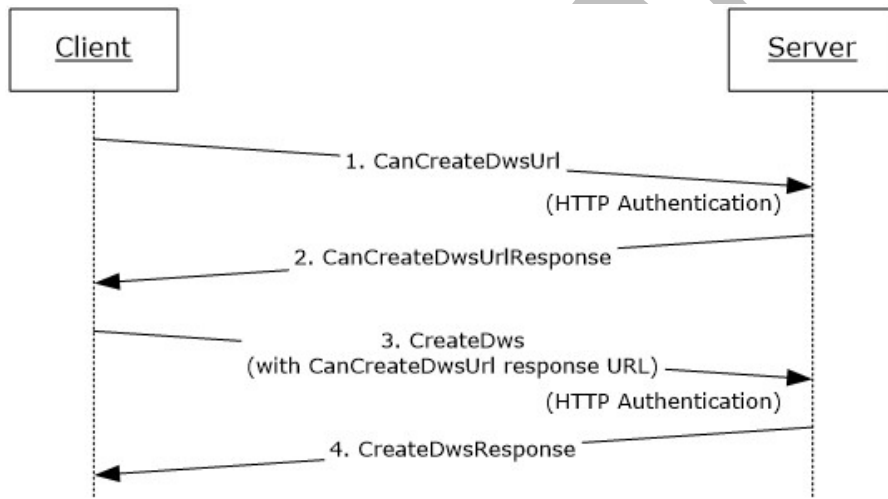 Client
Server
1. CanCreateDwsUrl
(HTTP Authentication)
2. CanCreateDwsUrlResponse
3. CreateDws
(with CanCreateDwsUrl response URL)
(HTTP Authentication)
4. CreateDwsResponse